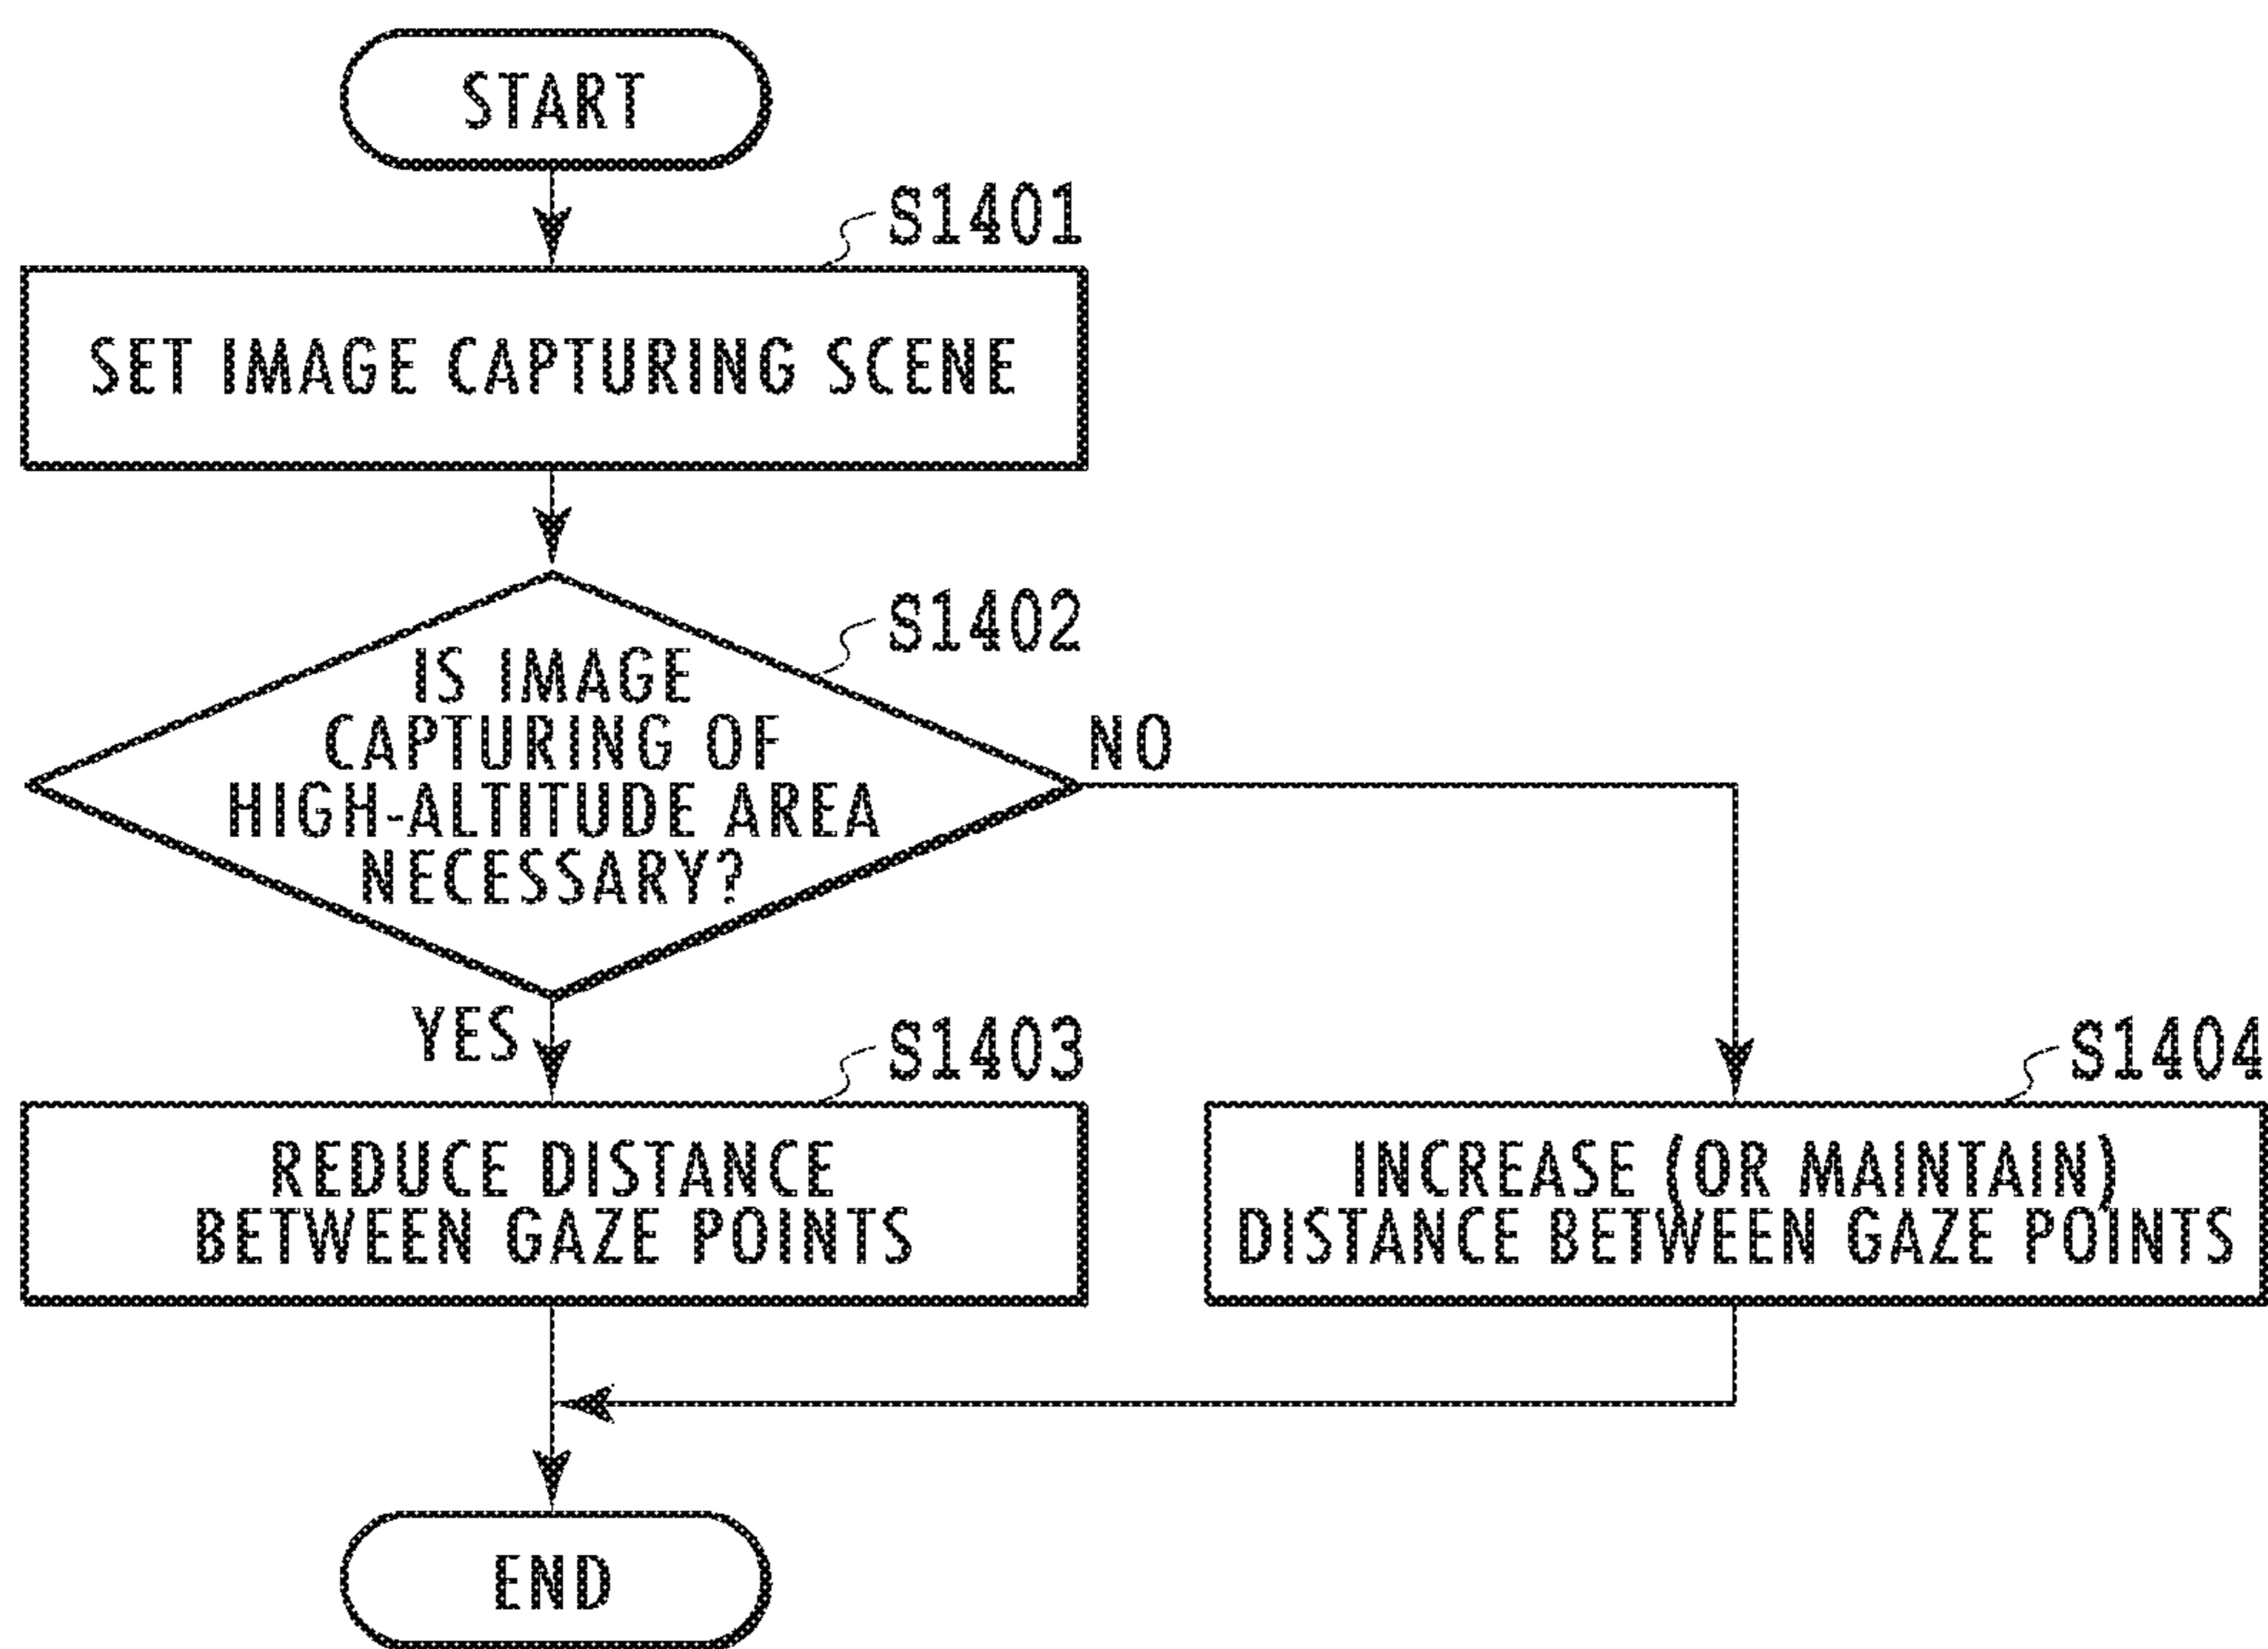 START
S1401
SET IMAGE CAPTURING SCENE
S1402
IS IMAGE
CAPTURING OF
HIGH-ALTITUDE AREA
NECESSARY?
NO
YES
S1403
REDUCE DISTANCE
BETWEEN GAZE POINTS
S1404
INCREASE (OR MAINTAIN)
DISTANCE BETWEEN GAZE POINTS
END